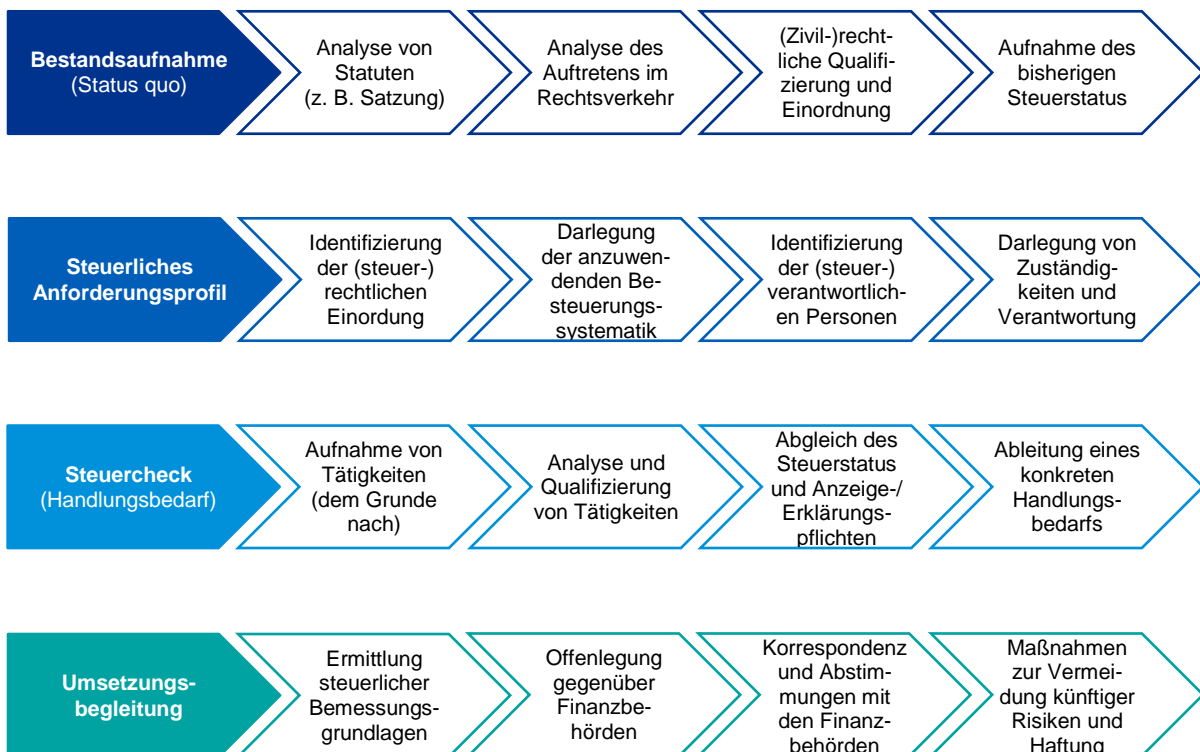 Bestandsaufnahme
(Status quo)
Analyse von
Statuten
(z. B. Satzung)
Analyse des
Auftretens im
Rechtsverkehr
(Zivil-)recht-
liche Qualifi-
zierung und
Einordnung
Aufnahme des
bisherigen
Steuerstatus
Steuerliches
Anforderungsprofil
Identifizierung
der (steuer-)
rechtlichen
Einordung
Darlegung
der anzuwen-
denden Be-
steuerungs-
systematik
Identifizierung
der (steuer-)
verantwortlich-
en Personen
Darlegung von
Zuständig-
keiten und
Verantwortung
Steuercheck
(Handlungsbedarf)
Aufnahme von
Tätigkeiten
(dem Grunde
nach)
Analyse und
Qualifizierung
von Tätigkeiten
Abgleich des
Steuerstatus
und Anzeige-/
Erklärungs-
pflichten
Ableitung eines
konkreten
Handlungs-
bedarfs
Umsetzungs-
begleitung
Ermittlung
steuerlicher
Bemessungs-
grundlagen
Offenlegung
gegenüber
Finanzbe-
hörden
Korrespondenz
und Abstim-
mungen mit
den Finanz-
behörden
Maßnahmen
zur Vermei-
dung künftiger
Risiken und
Haftung